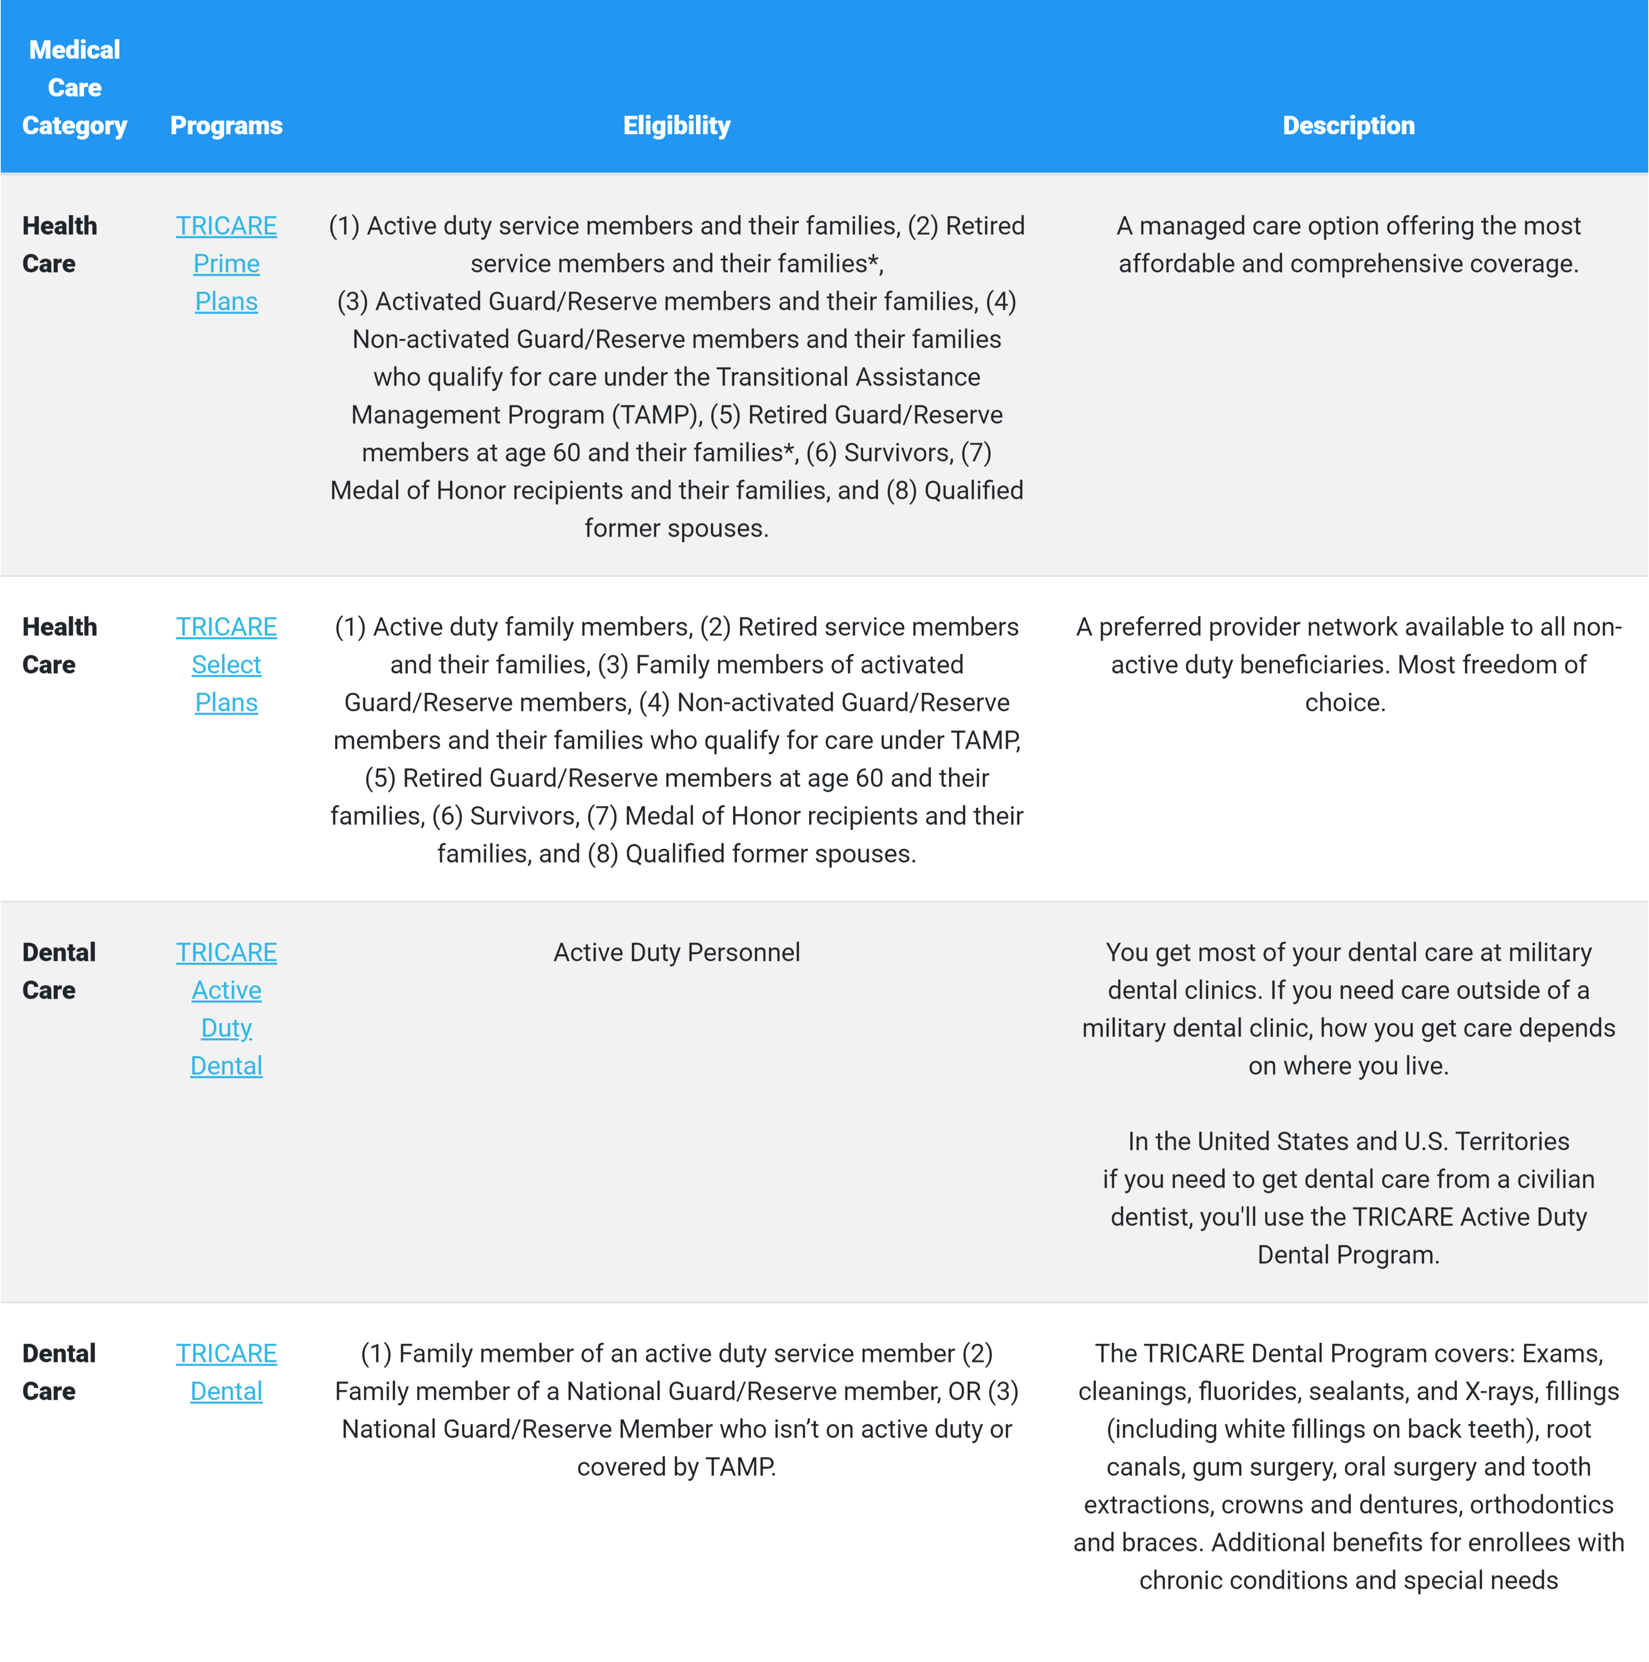 Medical
Care
Category
Programs
Eligibility
Description
Health
Care
TRICARE
Prime
Plans
(1) Active duty service members and their families, (2) Retired
service members and their families*,
(3) Activated Guard/Reserve members and their families, (4)
Non-activated Guard/Reserve members and their families
who qualify for care under the Transitional Assistance
Management Program (TAMP), (5) Retired Guard/Reserve
members at age 60 and their families*, (6) Survivors, (7)
Medal of Honor recipients and their families, and (8) Qualified
former spouses.
A managed care option offering the most
affordable and comprehensive coverage.
Health
Care
TRICARE
Select
Plans
(1) Active duty family members, (2) Retired service members
and their families, (3) Family members of activated
Guard/Reserve members, (4) Non-activated Guard/Reserve
members and their families who qualify for care under TAMP,
(5) Retired Guard/Reserve members at age 60 and their
families, (6) Survivors, (7) Medal of Honor recipients and their
families, and (8) Qualified former spouses.
A preferred provider network available to all non-
active duty beneficiaries. Most freedom of
choice.
Dental
Care
TRICARE
Active
Duty
Dental
Active Duty Personnel
You get most of your dental care at military
dental clinics. If you need care outside of a
military dental clinic, how you get care depends
on where you live.
In the United States and U.S. Territories
if you need to get dental care from a civilian
dentist, you'll use the TRICARE Active Duty
Dental Program.
Dental
Care
TRICARE
Dental
(1) Family member of an active duty service member (2)
Family member of a National Guard/Reserve member, OR (3)
National Guard/Reserve Member who isn’t on active duty or
covered by TAMP.
The TRICARE Dental Program covers: Exams,
cleanings, fluorides, sealants, and X-rays, fillings
(including white fillings on back teeth), root
canals, gum surgery, oral surgery and tooth
extractions, crowns and dentures, orthodontics
and braces. Additional benefits for enrollees with
chronic conditions and special needs